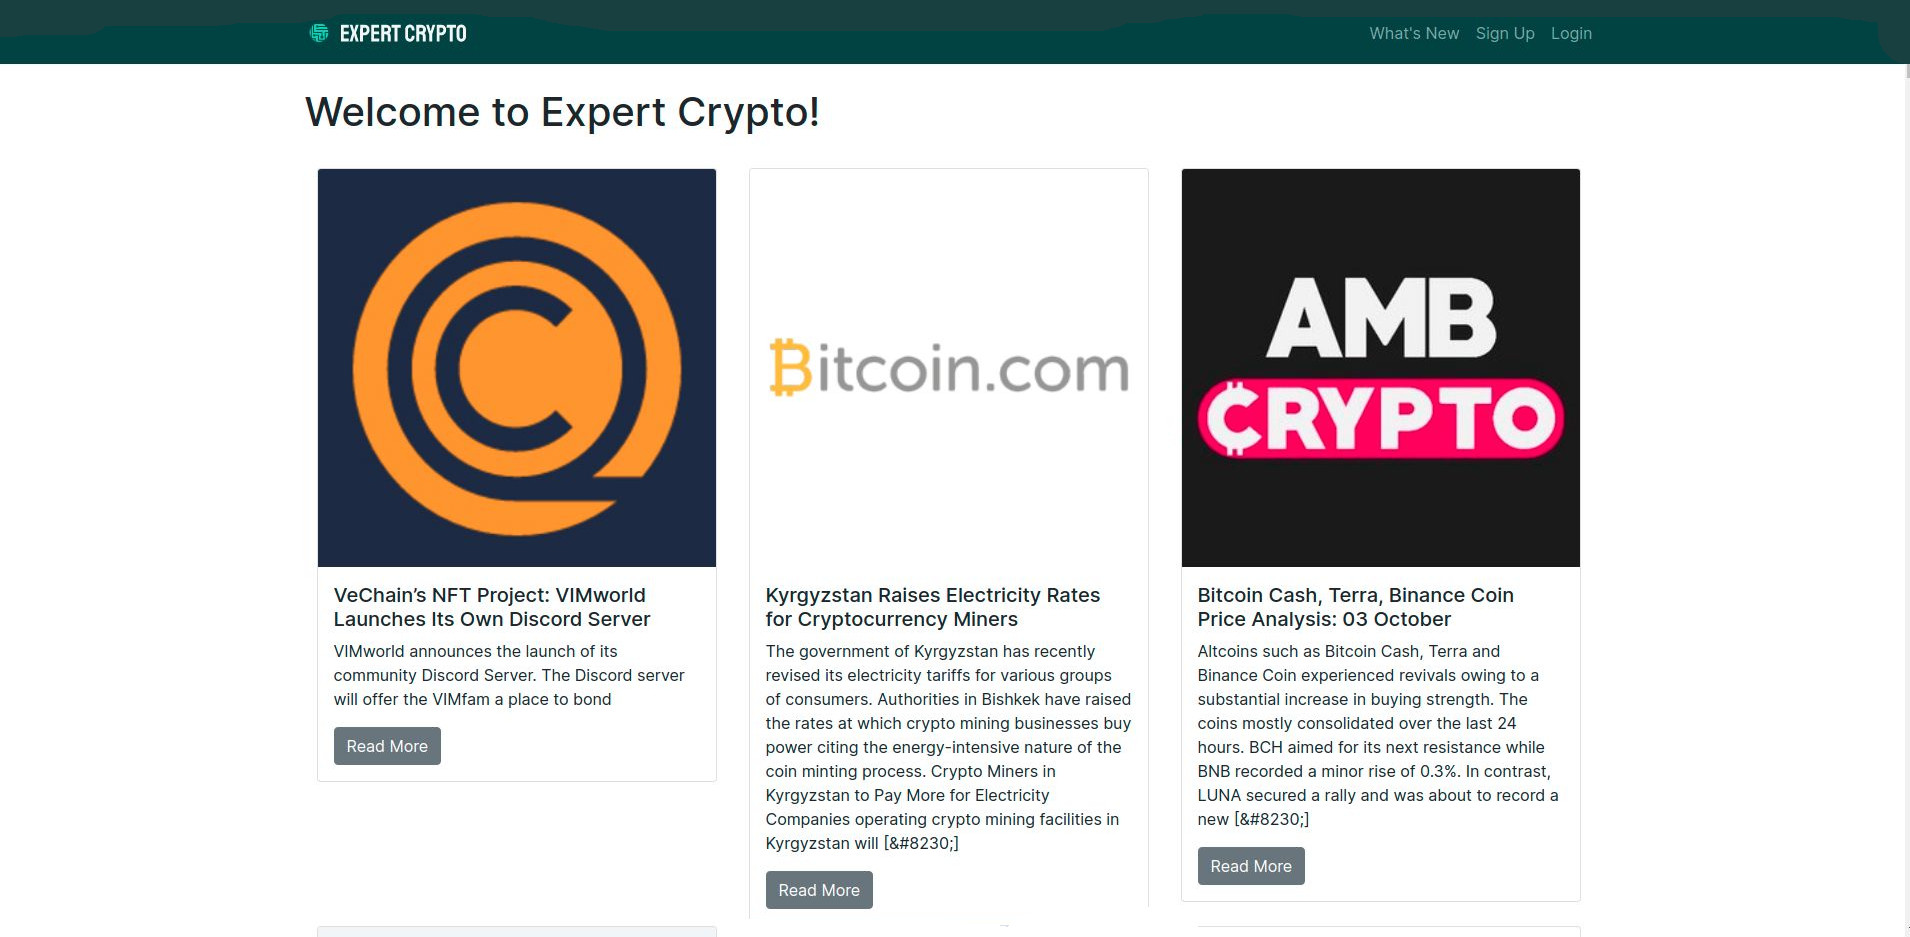 EXPERT CRYPTO
What's New Sign Up Login
Welcome to Expert Crypto!
Bitcoin.com
AMB
CRYPTO
VeChain’s NFT Project: VIMworld
Launches Its Own Discord Server
VIMworld announces the launch of its
community Discord Server. The Discord server
will offer the VIMfam a place to bond
Read More
Kyrgyzstan Raises Electricity Rates
for Cryptocurrency Miners
The government of Kyrgyzstan has recently
revised its electricity tariffs for various groups
of consumers. Authorities in Bishkek have raised
the rates at which crypto mining businesses buy
power citing the energy-intensive nature of the
coin minting process. Crypto Miners in
Kyrgyzstan to Pay More for Electricity
Companies operating crypto mining facilities in
Kyrgyzstan will [&#8230;]
Read More
Bitcoin Cash, Terra, Binance Coin
Price Analysis: 03 October
Altcoins such as Bitcoin Cash, Terra and
Binance Coin experienced revivals owing to a
substantial increase in buying strength. The
coins mostly consolidated over the last 24
hours. BCH aimed for its next resistance while
BNB recorded a minor rise of 0.3%. In contrast,
LUNA secured a rally and was about to record a
new [&#8230;]
Read More